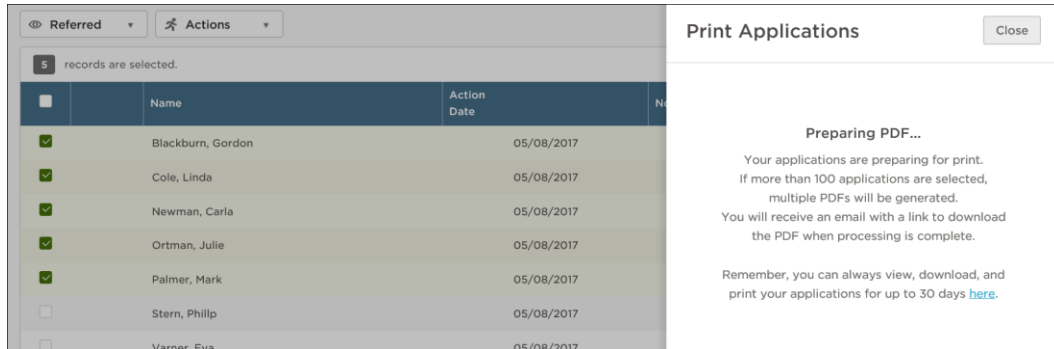 Referred
Actions
5 records are selected.
Name
Action
Date
Blackburn, Gordon 05/08/2017
Cole, Linda 05/08/2017
Newman, Carla 05/08/2017
Ortman, Julie 05/08/2017
Palmer, Mark 05/08/2017
Stern, Phillp 05/08/2017
Varner, Eva 05/08/2017
Print Applications
Close
Preparing PDF...
Your applications are preparing for print.
If more than 100 applications are selected,
multiple PDFs will be generated.
You will receive an email with a link to download
the PDF when processing is complete.
Remember, you can always view, download, and
print your applications for up to 30 days here.